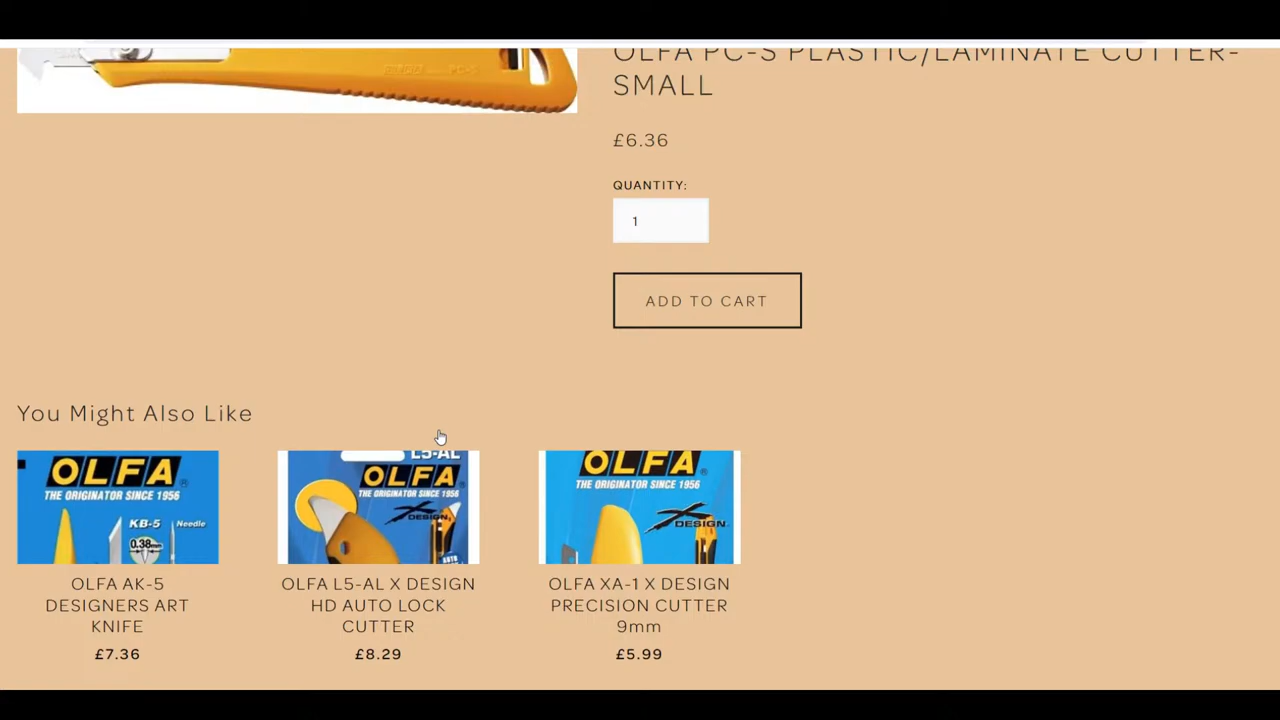 OLFA PC-S PLASTIC/LAMINATE CUTTER-
SMALL
£6.36
QUANTITY:
1
ADD TO CART
You Might Also Like
OLFA
THE ORIGINATOR SINCE 1956
KB-5 Needle
0.38mm
OLFA AK-5
DESIGNERS ART
KNIFE
£7.36
L5-AL
OLFA
THE ORIGINATOR SINCE 1956
X DESIGN
OLFA L5-AL X DESIGN
HD AUTO LOCK
CUTTER
£8.29
OLFA
THE ORIGINATOR SINCE 1956
X DESIGN
OLFA XA-1 X DESIGN
PRECISION CUTTER
9mm
£5.99